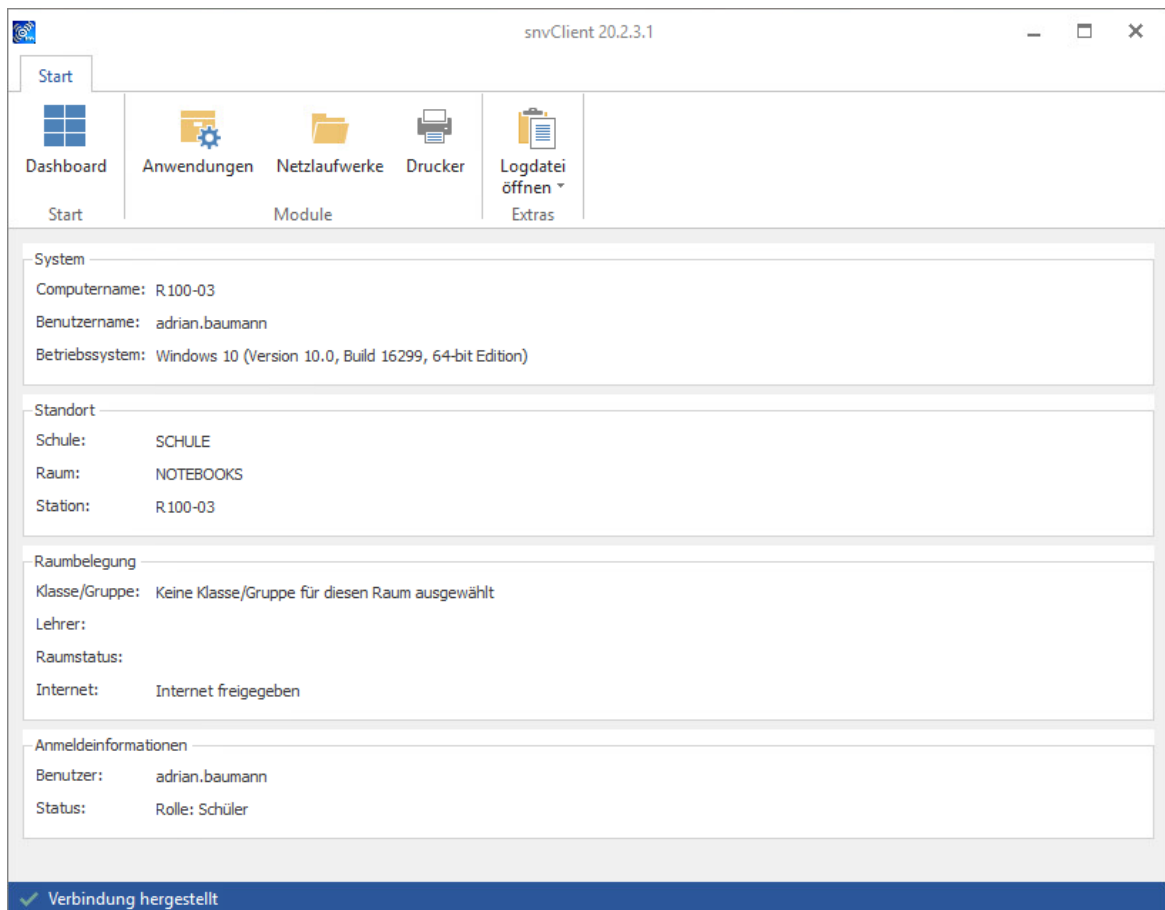 snvClient 20.2.3.1
Start
Dashboard
Anwendungen
Netzlaufwerke
Drucker
Logdatei
öffnen
Start
Module
Extras
System
Computername: R100-03
Benutzername: adrian.baumann
Betriebssystem: Windows 10 (Version 10.0, Build 16299, 64-bit Edition)
Standort
Schule: SCHULE
Raum: NOTEBOOKS
Station: R100-03
Raumbelegung
Klasse/Gruppe: Keine Klasse/Gruppe für diesen Raum ausgewählt
Lehrer:
Raumstatus:
Internet: Internet freigegeben
Anmeldeinformationen
Benutzer: adrian.baumann
Status: Rolle: Schüler
Verbindung hergestellt